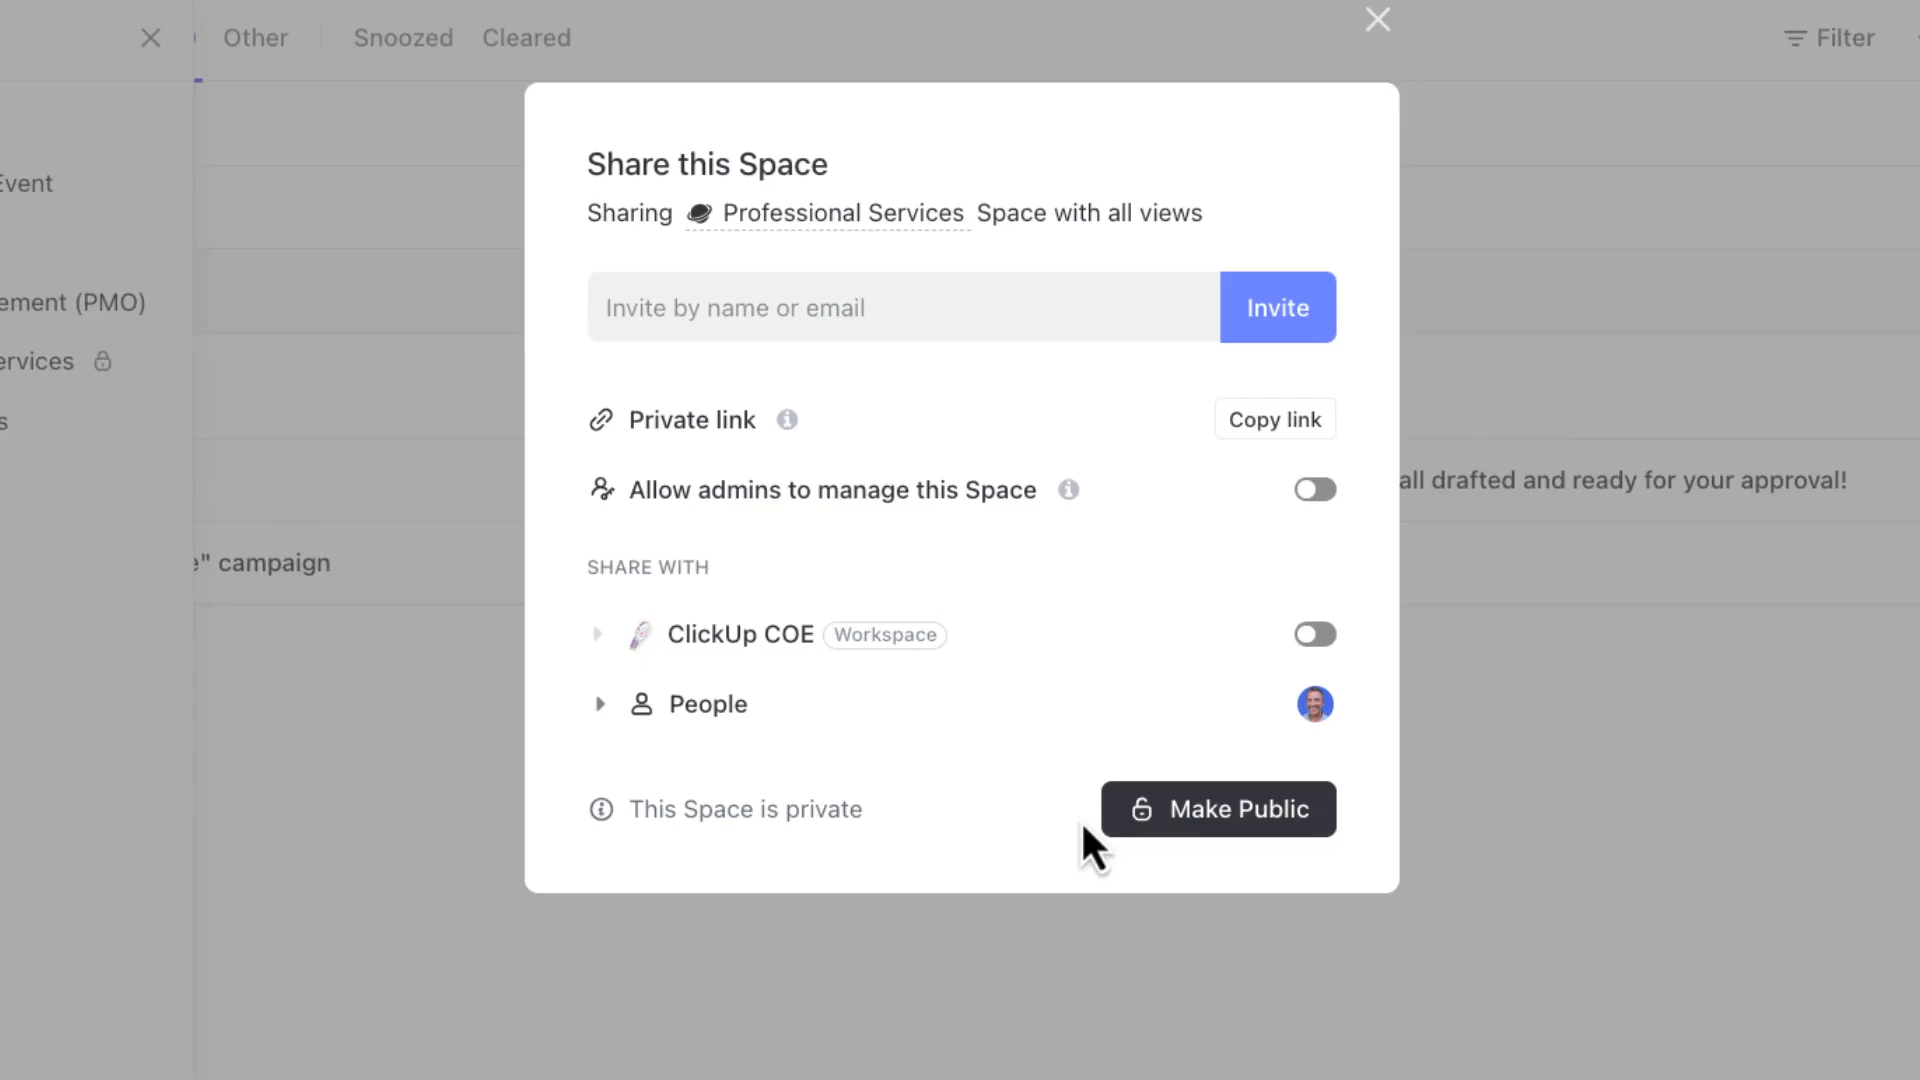 Other
Snoozed
Cleared
Filter
Event
ement (PMO)
ervices
s
Share this Space
Sharing Professional Services Space with all views
Invite by name or email
Invite
Private link
Copy link
Allow admins to manage this Space
all drafted and ready for your approval!
e" campaign
SHARE WITH
ClickUp COE Workspace
People
This Space is private
Make Public